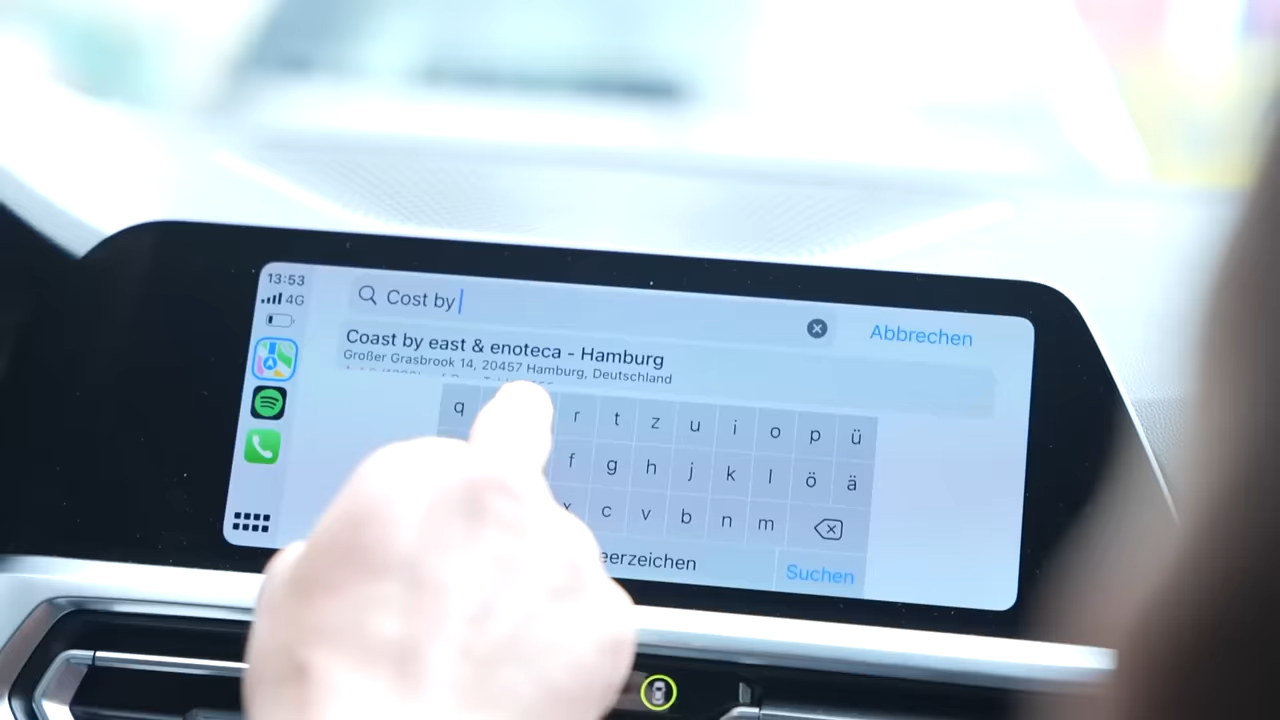 13:53
4G
Cost by
Abbrechen
Coast by east & enoteca - Hamburg
Großer Grasbrook 14, 20457 Hamburg, Deutschland
q r t z u i o p ü
f g h j k l ö ä
x c v b n m
eerzeichen
Suchen